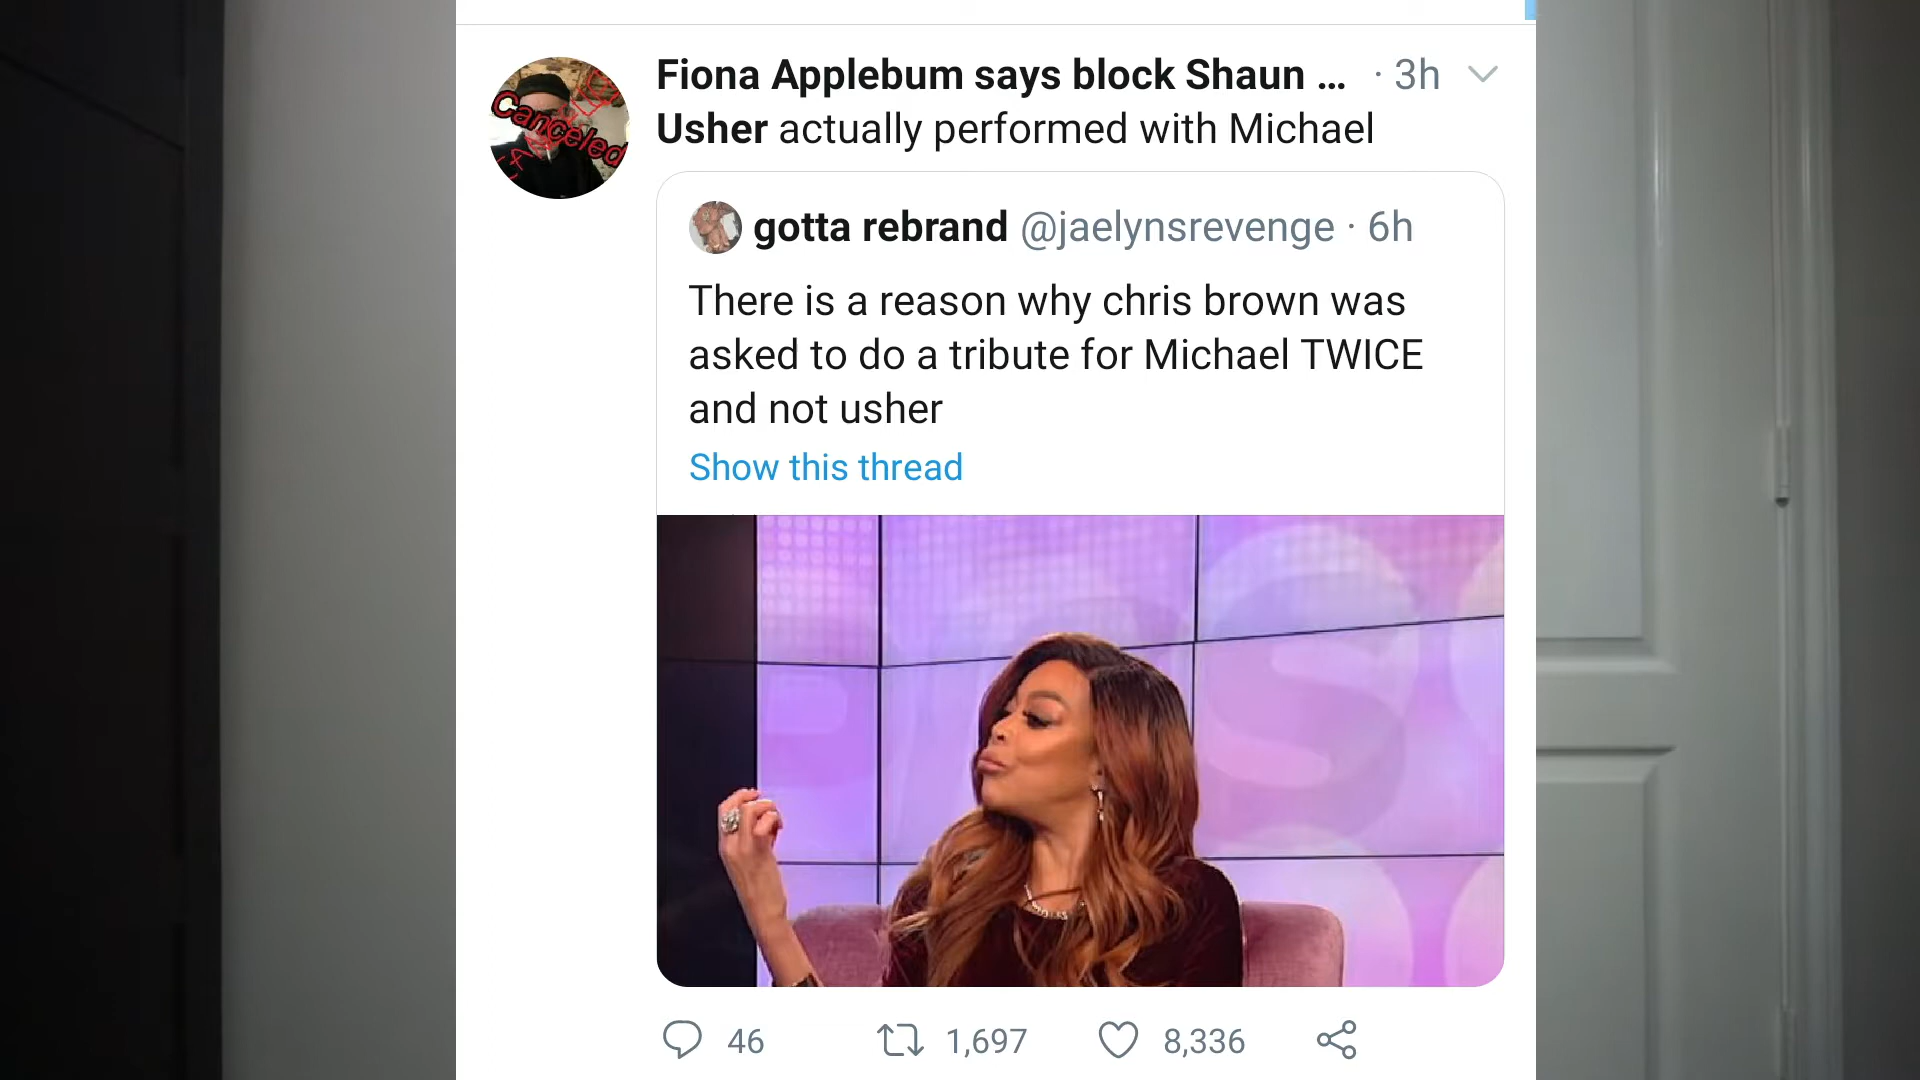 Fiona Applebum says block Shaun ... · 3h
Usher actually performed with Michael
Canceled
gotta rebrand @jaelynsrevenge · 6h
There is a reason why chris brown was
asked to do a tribute for Michael TWICE
and not usher
Show this thread
46 1,697 8,336